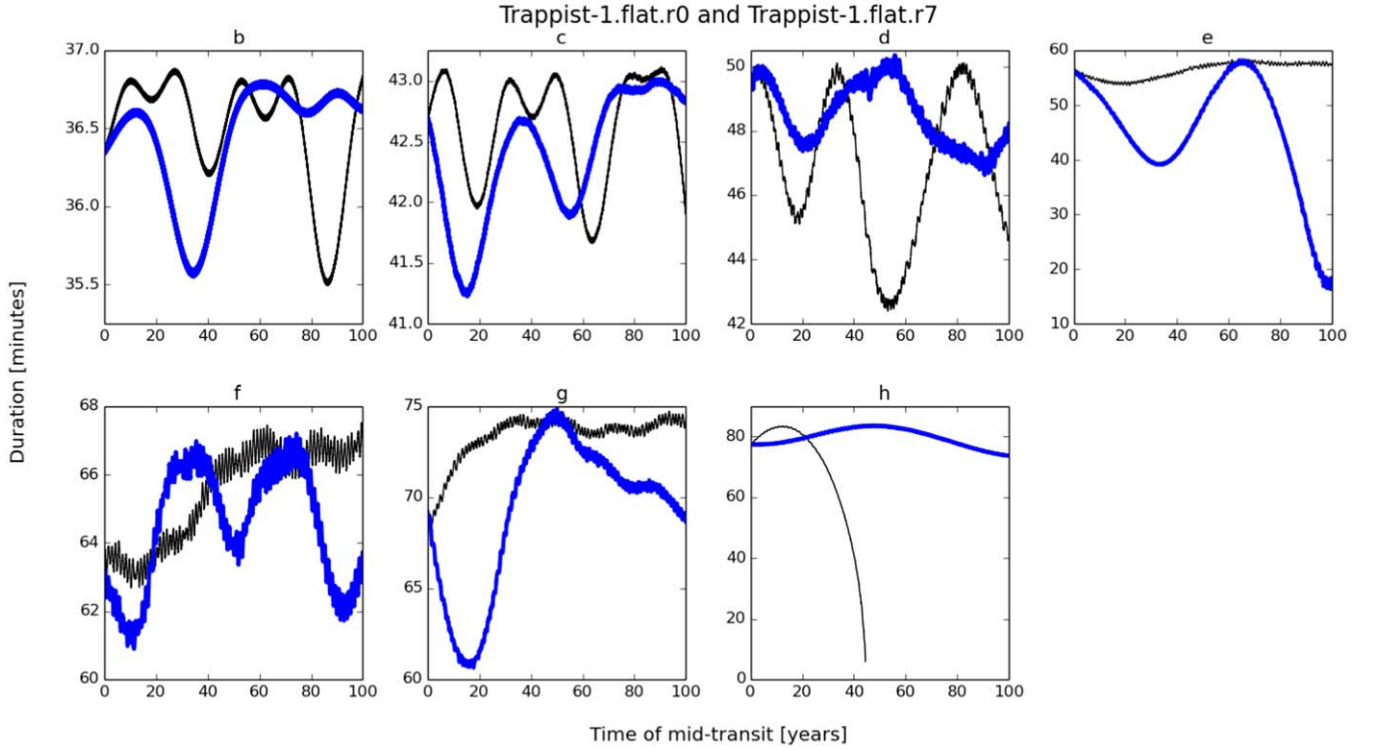 Trappist-1.flat.r0 and Trappist-1.flat.r7
b
c
d
e
37.0
36.5
36.0
35.5
0 20 40 60 80 100
43.0
42.5
42.0
41.5
41.0
0 20 40 60 80 100
50
48
46
44
42
0 20 40 60 80 100
60
50
40
30
20
10
0 20 40 60 80 100
Duration [minutes]
f
g
h
68
66
64
62
60
0 20 40 60 80 100
75
70
65
60
0 20 40 60 80 100
80
60
40
20
0
0 20 40 60 80 100
Time of mid-transit [years]